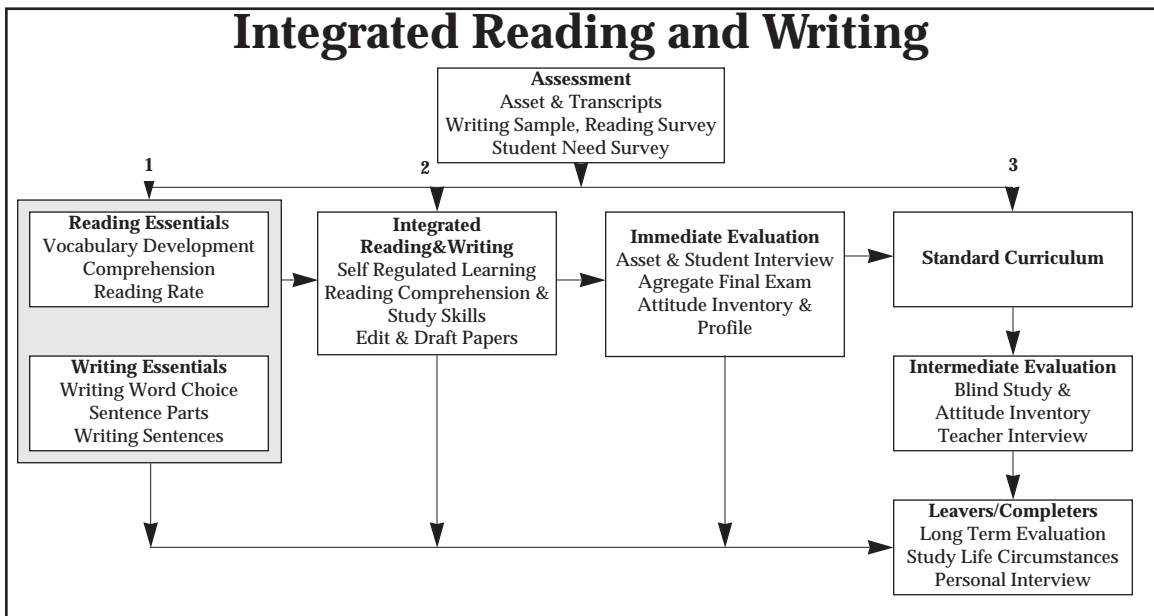 Integrated Reading and Writing
Assessment
Asset & Transcripts
Writing Sample, Reading Survey
Student Need Survey
1
2
3
Reading Essentials
Vocabulary Development
Comprehension
Reading Rate
Writing Essentials
Writing Word Choice
Sentence Parts
Writing Sentences
Integrated
Reading&Writing
Self Regulated Learning
Reading Comprehension &
Study Skills
Edit & Draft Papers
Immediate Evaluation
Asset & Student Interview
Agregate Final Exam
Attitude Inventory &
Profile
Standard Curriculum
Intermediate Evaluation
Blind Study &
Attitude Inventory
Teacher Interview
Leavers/Completers
Long Term Evaluation
Study Life Circumstances
Personal Interview